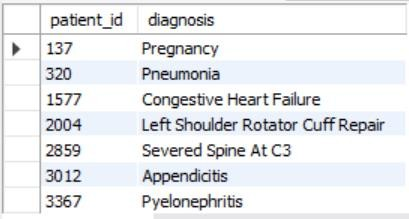 patient_id diagnosis
137 Pregnancy
320 Pneumonia
1577 Congestive Heart Failure
2004 Left Shoulder Rotator Cuff Repair
2859 Severed Spine At C3
3012 Appendicitis
3367 Pyelonephritis